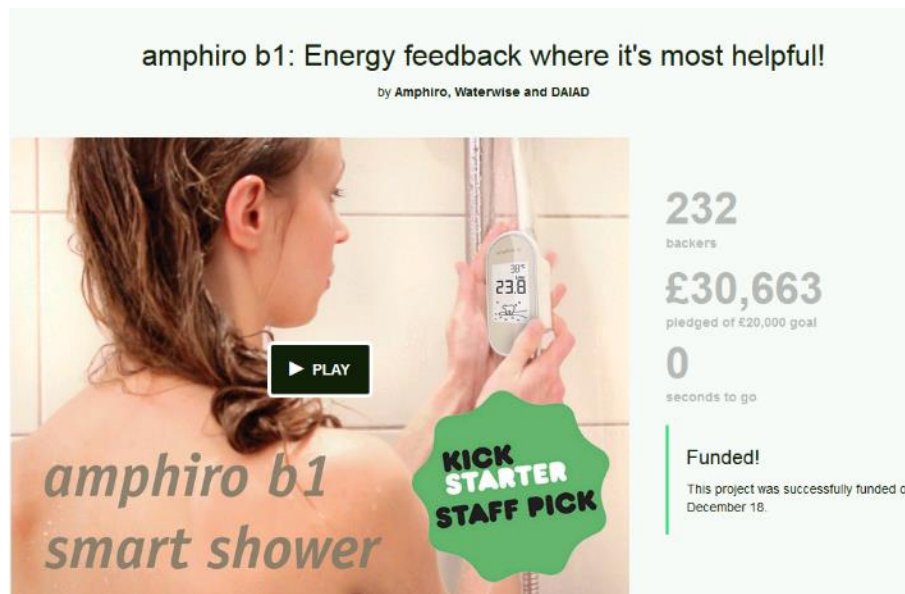 amphiro b1: Energy feedback where it's most helpful!
by Amphiro, Waterwise and DAIAD
38°C
23.8
PLAY
KICK
STARTER
STAFF PICK
amphiro b1
smart shower
232
backers
£30,663
pledged of £20,000 goal
0
seconds to go
Funded!
This project was successfully funded
December 18.